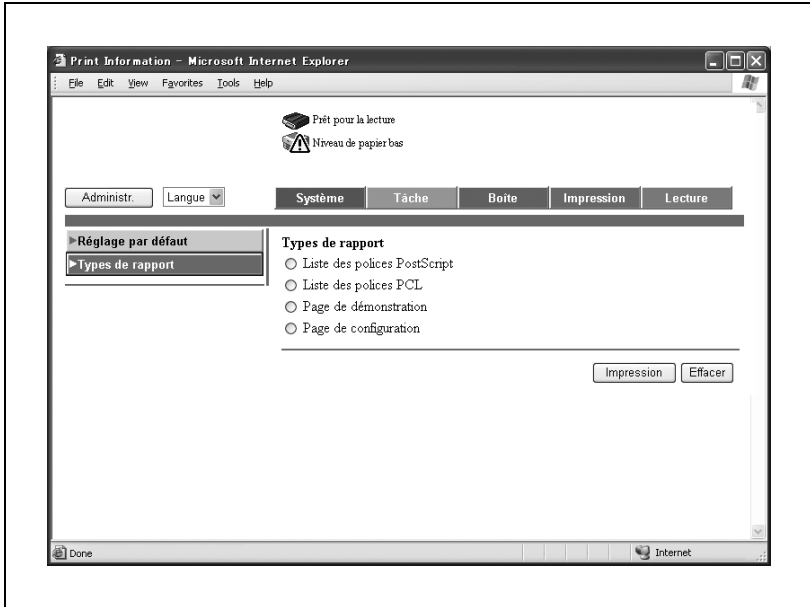 Print Information - Microsoft Internet Explorer
File Edit View Favorites Tools Help
Prêt pour la lecture
Niveau de papier bas
Administr. Langue Système Tâche Boîte Impression Lecture
Réglage par défaut
Types de rapport
Types de rapport
Liste des polices PostScript
Liste des polices PCL
Page de démonstration
Page de configuration
Impression Effacer
Done Internet